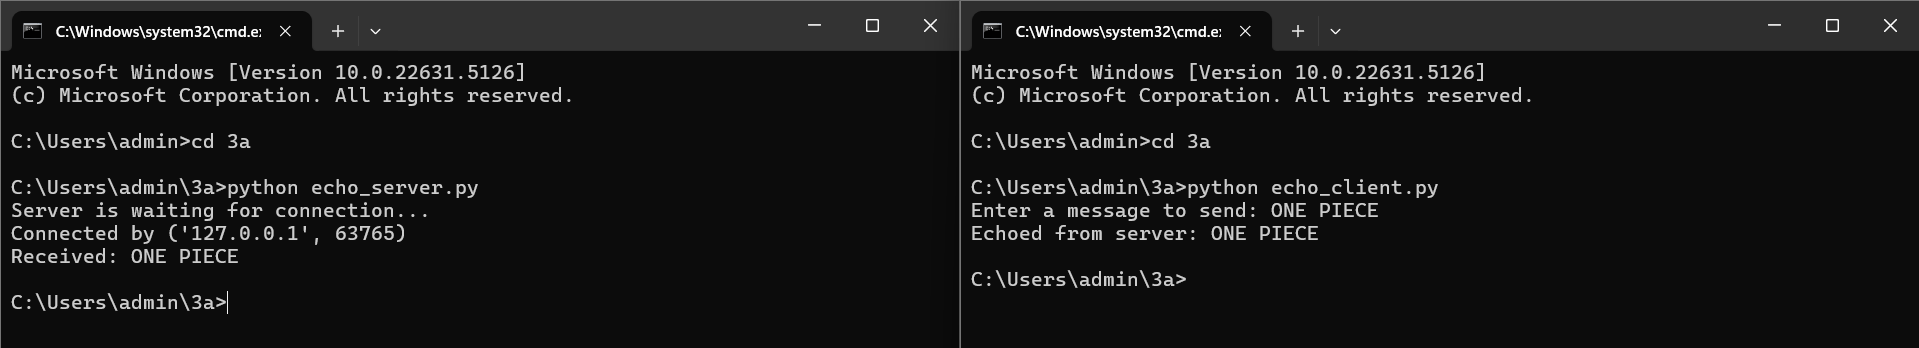 C:\Windows\system32\cmd.e:
Microsoft Windows [Version 10.0.22631.5126]
(c) Microsoft Corporation. All rights reserved.
C:\Users\admin>cd 3a
C:\Users\admin\3a>python echo_server.py
Server is waiting for connection...
Connected by ('127.0.0.1', 63765)
Received: ONE PIECE
C:\Users\admin\3a>
C:\Windows\system32\cmd.e:
Microsoft Windows [Version 10.0.22631.5126]
(c) Microsoft Corporation. All rights reserved.
C:\Users\admin>cd 3a
C:\Users\admin\3a>python echo_client.py
Enter a message to send: ONE PIECE
Echoed from server: ONE PIECE
C:\Users\admin\3a>